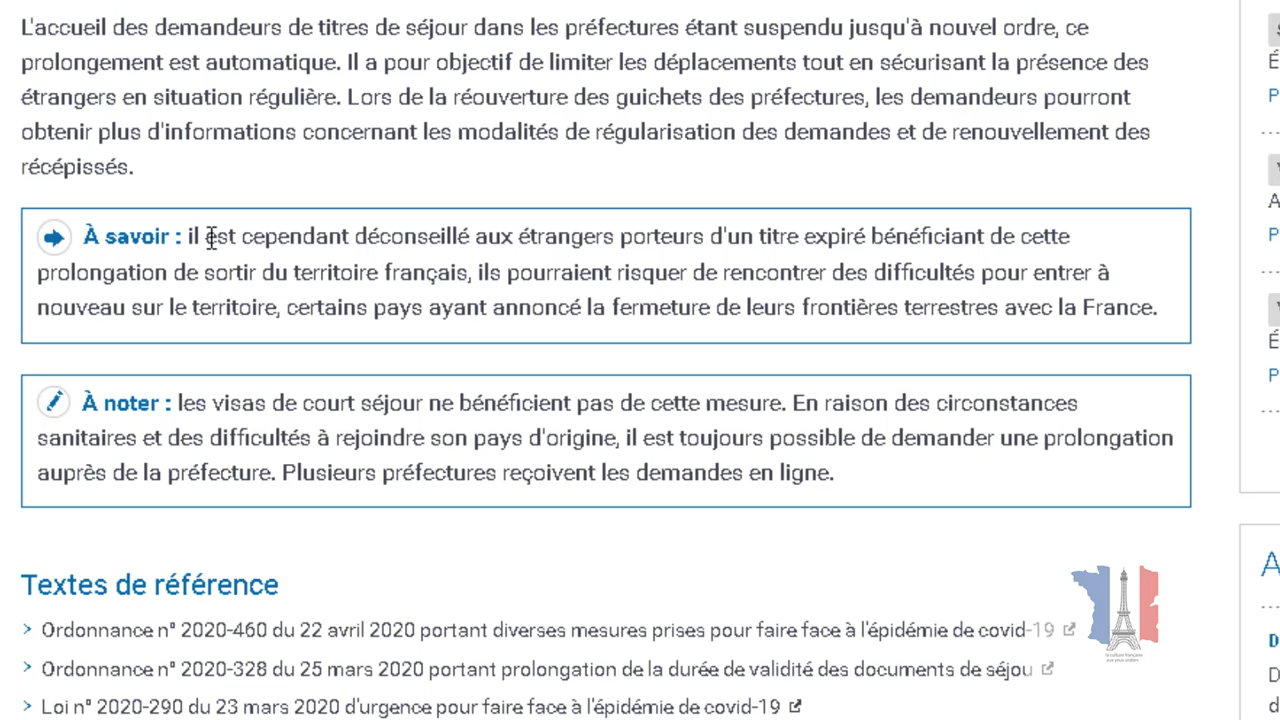 L'accueil des demandeurs de titres de séjour dans les préfectures étant suspendu jusqu'à nouvel ordre, ce
prolongement est automatique. Il a pour objectif de limiter les déplacements tout en sécurisant la présence des
étrangers en situation régulière. Lors de la réouverture des guichets des préfectures, les demandeurs pourront
obtenir plus d'informations concernant les modalités de régularisation des demandes et de renouvellement des
récépissés.
À savoir : il est cependant déconseillé aux étrangers porteurs d'un titre expiré bénéficiant de cette
prolongation de sortir du territoire français, ils pourraient risquer de rencontrer des difficultés pour entrer à
nouveau sur le territoire, certains pays ayant annoncé la fermeture de leurs frontières terrestres avec la France.
À noter : les visas de court séjour ne bénéficient pas de cette mesure. En raison des circonstances
sanitaires et des difficultés à rejoindre son pays d'origine, il est toujours possible de demander une prolongation
auprès de la préfecture. Plusieurs préfectures reçoivent les demandes en ligne.
Textes de référence
Ordonnance n° 2020-460 du 22 avril 2020 portant diverses mesures prises pour faire face à l'épidémie de covid-19
Ordonnance n° 2020-328 du 25 mars 2020 portant prolongation de la durée de validité des documents de séjou
Loi n° 2020-290 du 23 mars 2020 d'urgence pour faire face à l'épidémie de covid-19
la culture française
aux yeux arabes